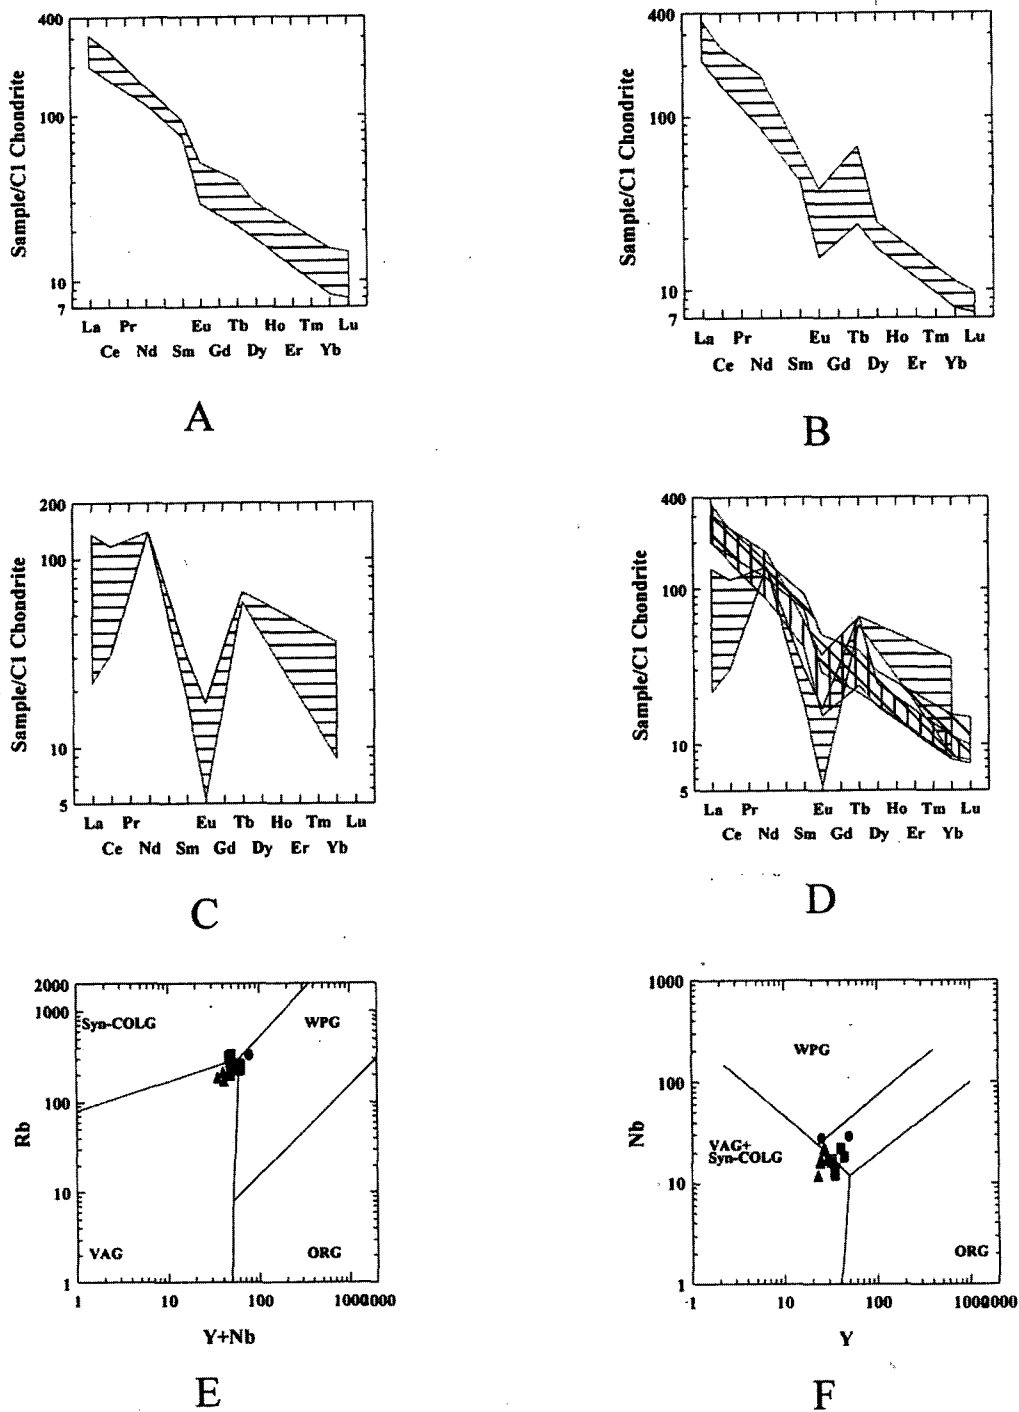 400
100
10
7
Sample/C1 Chondrite
La Pr Eu Tb Ho Tm Lu
Ce Nd Sm Gd Dy Er Yb
A
400
100
10
7
Sample/C1 Chondrite
La Pr Eu Tb Ho Tm Lu
Ce Nd Sm Gd Dy Er Yb
B
200
100
10
5
Sample/C1 Chondrite
La Pr Eu Tb Ho Tm Lu
Ce Nd Sm Gd Dy Er Yb
C
400
100
10
5
Sample/C1 Chondrite
La Pr Eu Tb Ho Tm Lu
Ce Nd Sm Gd Dy Er Yb
D
2000
1000
100
10
1
Rb
Syn-COLG
WPG
VAG
ORG
1 10 100 1000 2000
Y+Nb
E
1000
100
10
1
Nb
WPG
VAG+
Syn-COLG
ORG
1 10 100 1000 2000
Y
F